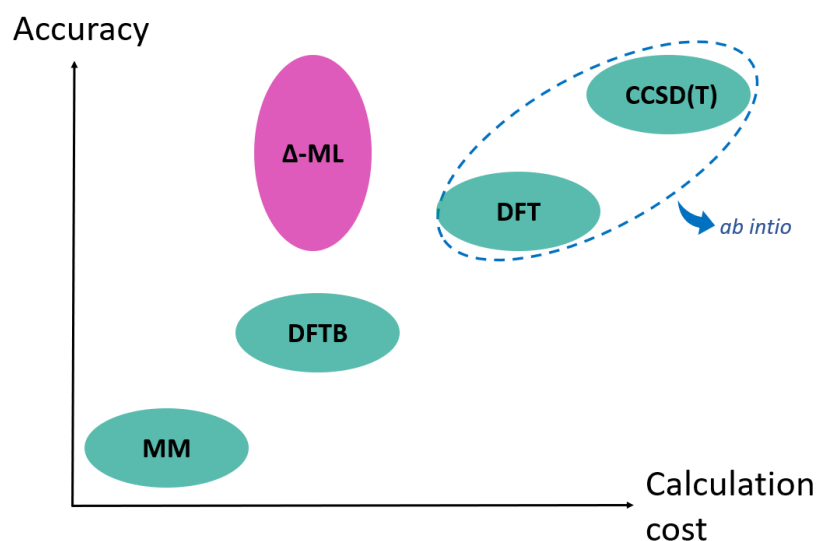 Accuracy
CCSD(T)
Δ-ML
DFT
ab intio
DFTB
MM
Calculation
cost